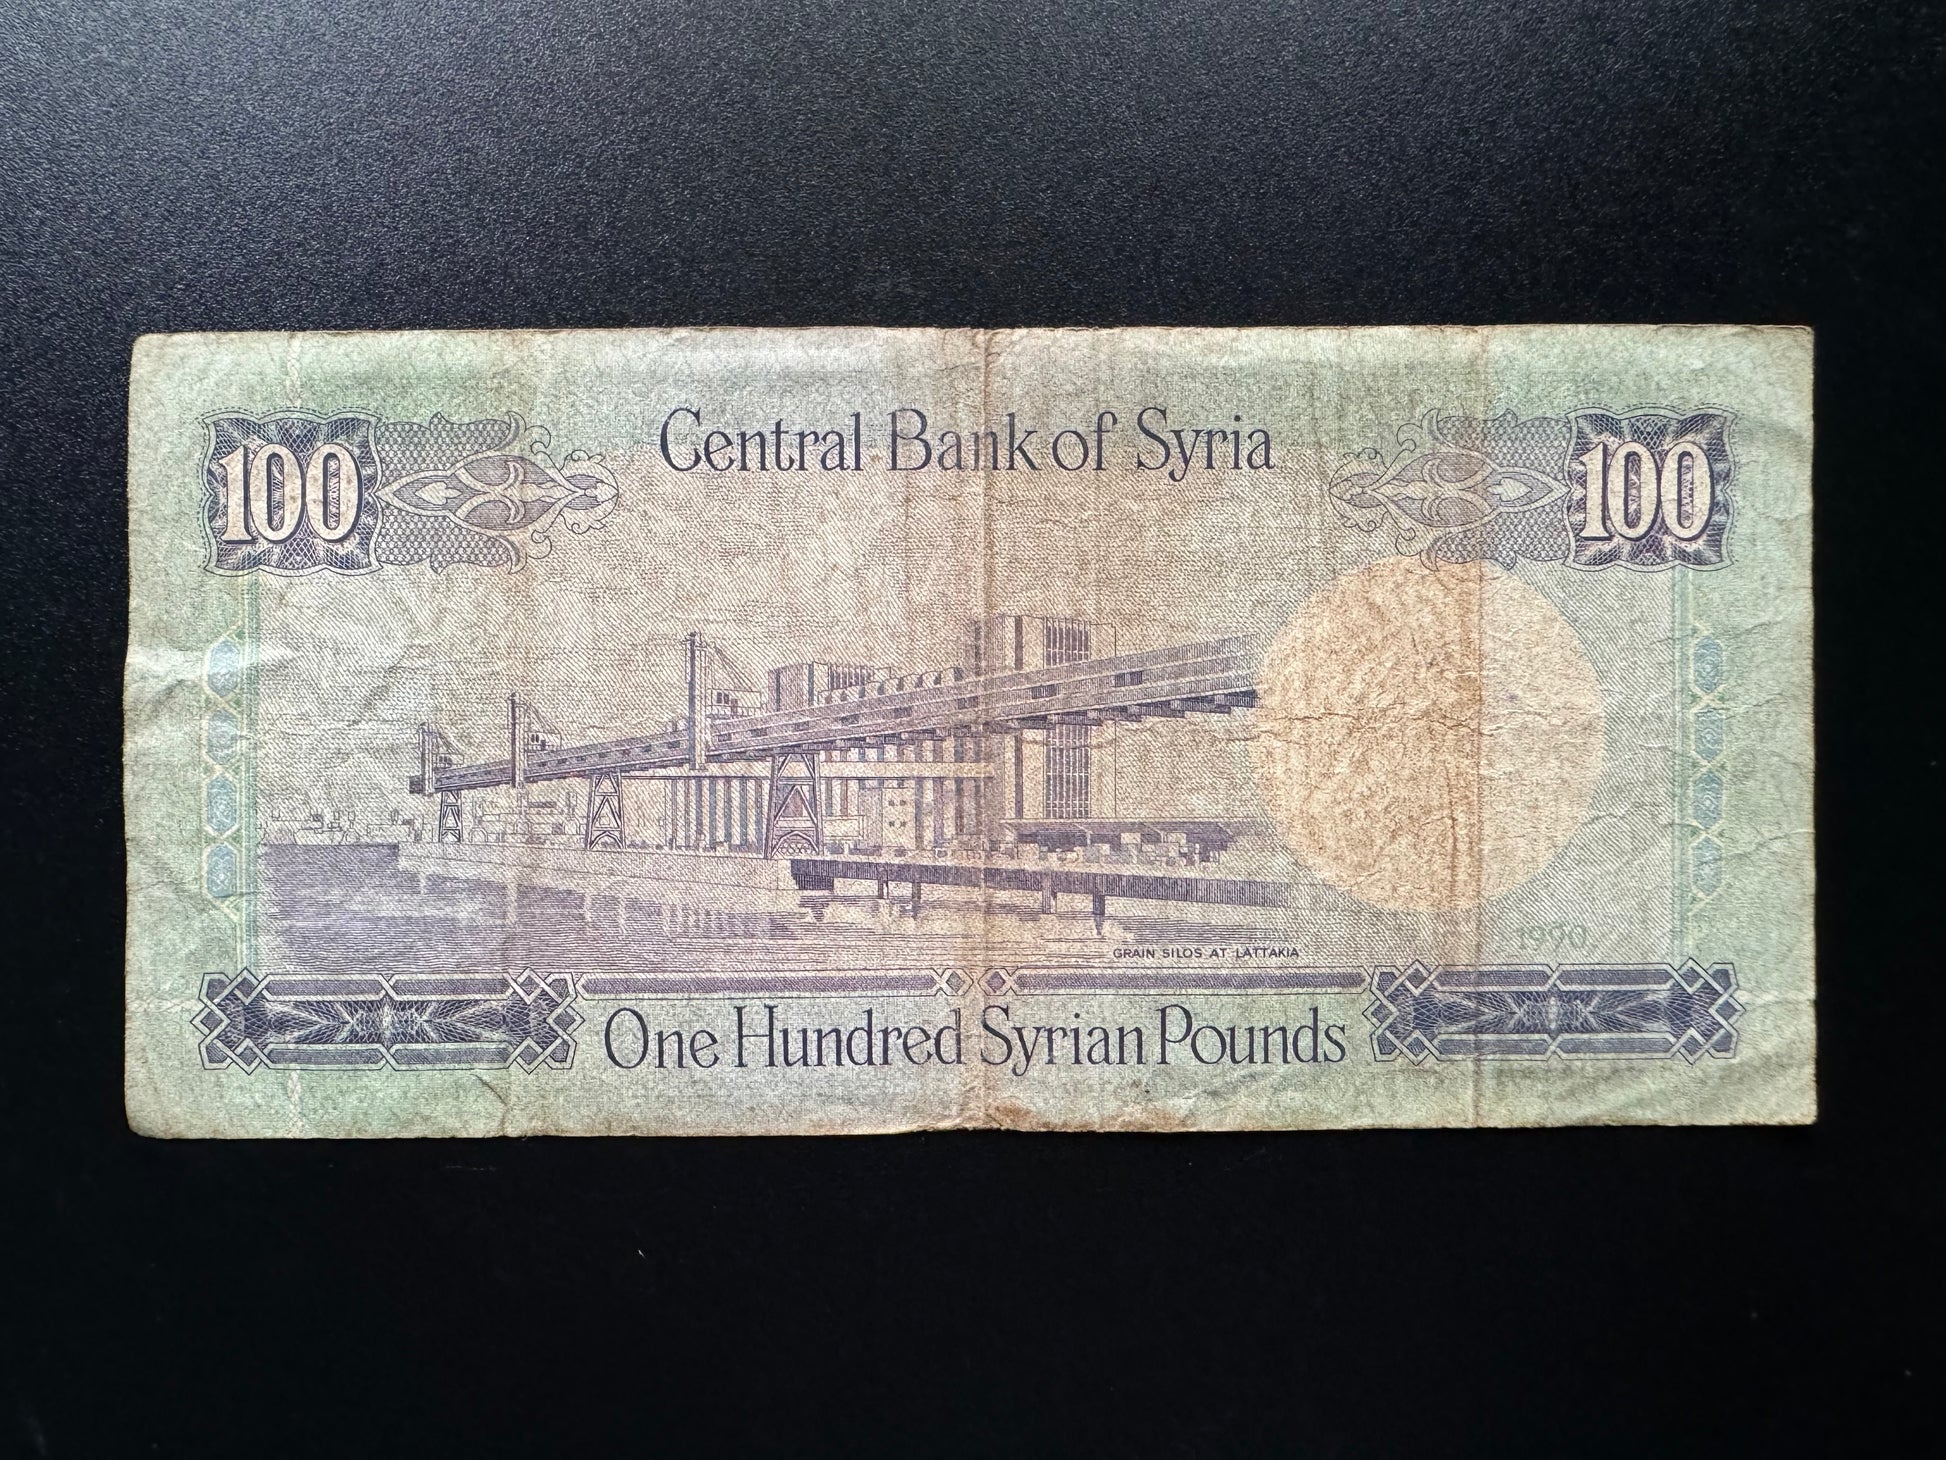 100
Central Bank of Syria
100
GRAIN SILOS AT LATTAKIA
1990
One Hundred Syrian Pounds